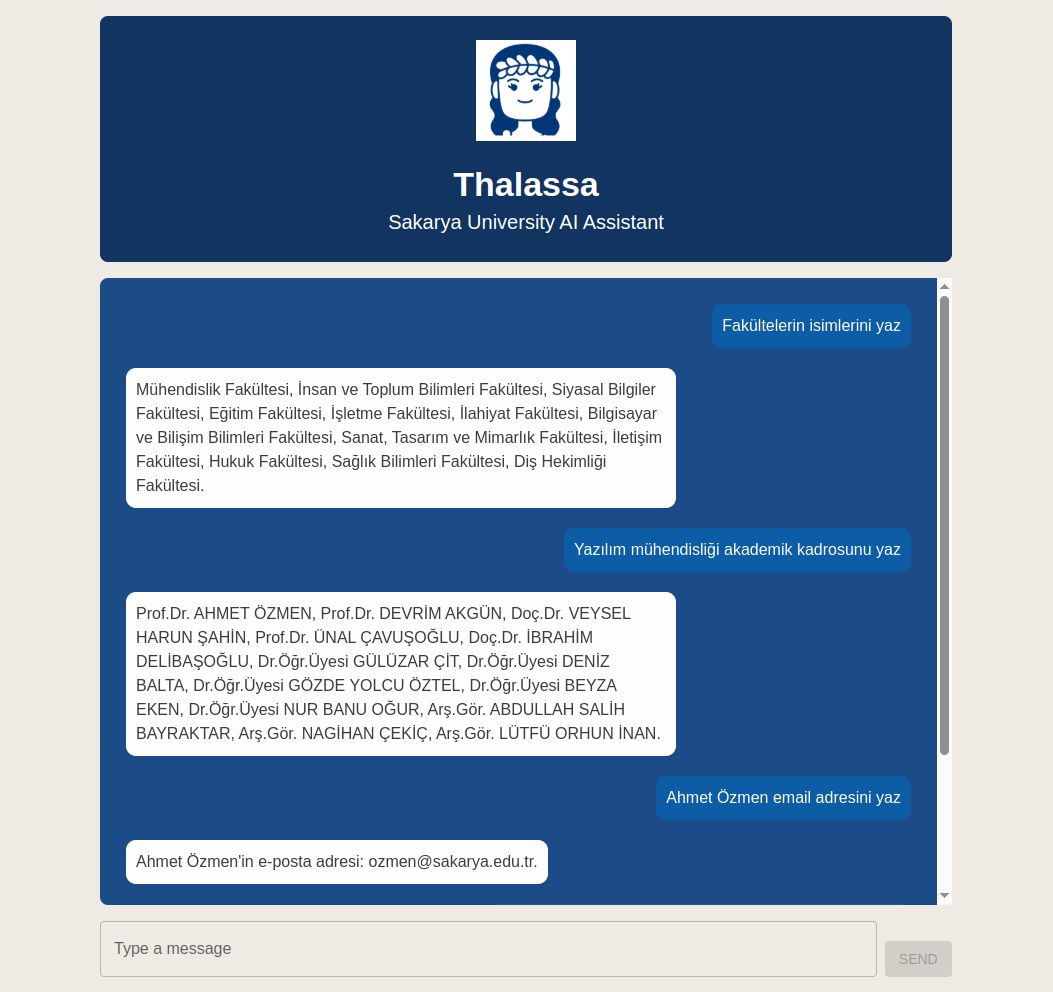 Thalassa
Sakarya University AI Assistant
Fakültelerin isimlerini yaz
Mühendislik Fakültesi, İnsan ve Toplum Bilimleri Fakültesi, Siyasal Bilgiler
Fakültesi, Eğitim Fakültesi, İşletme Fakültesi, İlahiyat Fakültesi, Bilgisayar
ve Bilişim Bilimleri Fakültesi, Sanat, Tasarım ve Mimarlık Fakültesi, İletişim
Fakültesi, Hukuk Fakültesi, Sağlık Bilimleri Fakültesi, Diş Hekimliği
Fakültesi.
Yazılım mühendisliği akademik kadrosunu yaz
Prof.Dr. AHMET ÖZMEN, Prof.Dr. DEVRİM AKGÜN, Doç.Dr. VEYSEL
HARUN ŞAHİN, Prof.Dr. ÜNAL ÇAVUŞOĞLU, Doç.Dr. İBRAHİM
DELİBAŞOĞLU, Dr.Öğr.Üyesi GÜLÜZAR ÇİT, Dr.Öğr.Üyesi DENİZ
BALTA, Dr.Öğr.Üyesi GÖZDE YOLCU ÖZTEL, Dr.Öğr.Üyesi BEYZA
EKEN, Dr.Öğr.Üyesi NUR BANU OĞUR, Arş.Gör. ABDULLAH SALİH
BAYRAKTAR, Arş.Gör. NAGİHAN ÇEKİÇ, Arş.Gör. LÜTFÜ ORHUN İNAN.
Ahmet Özmen email adresini yaz
Ahmet Özmen'in e-posta adresi: ozmen@sakarya.edu.tr.
Type a message
SEND